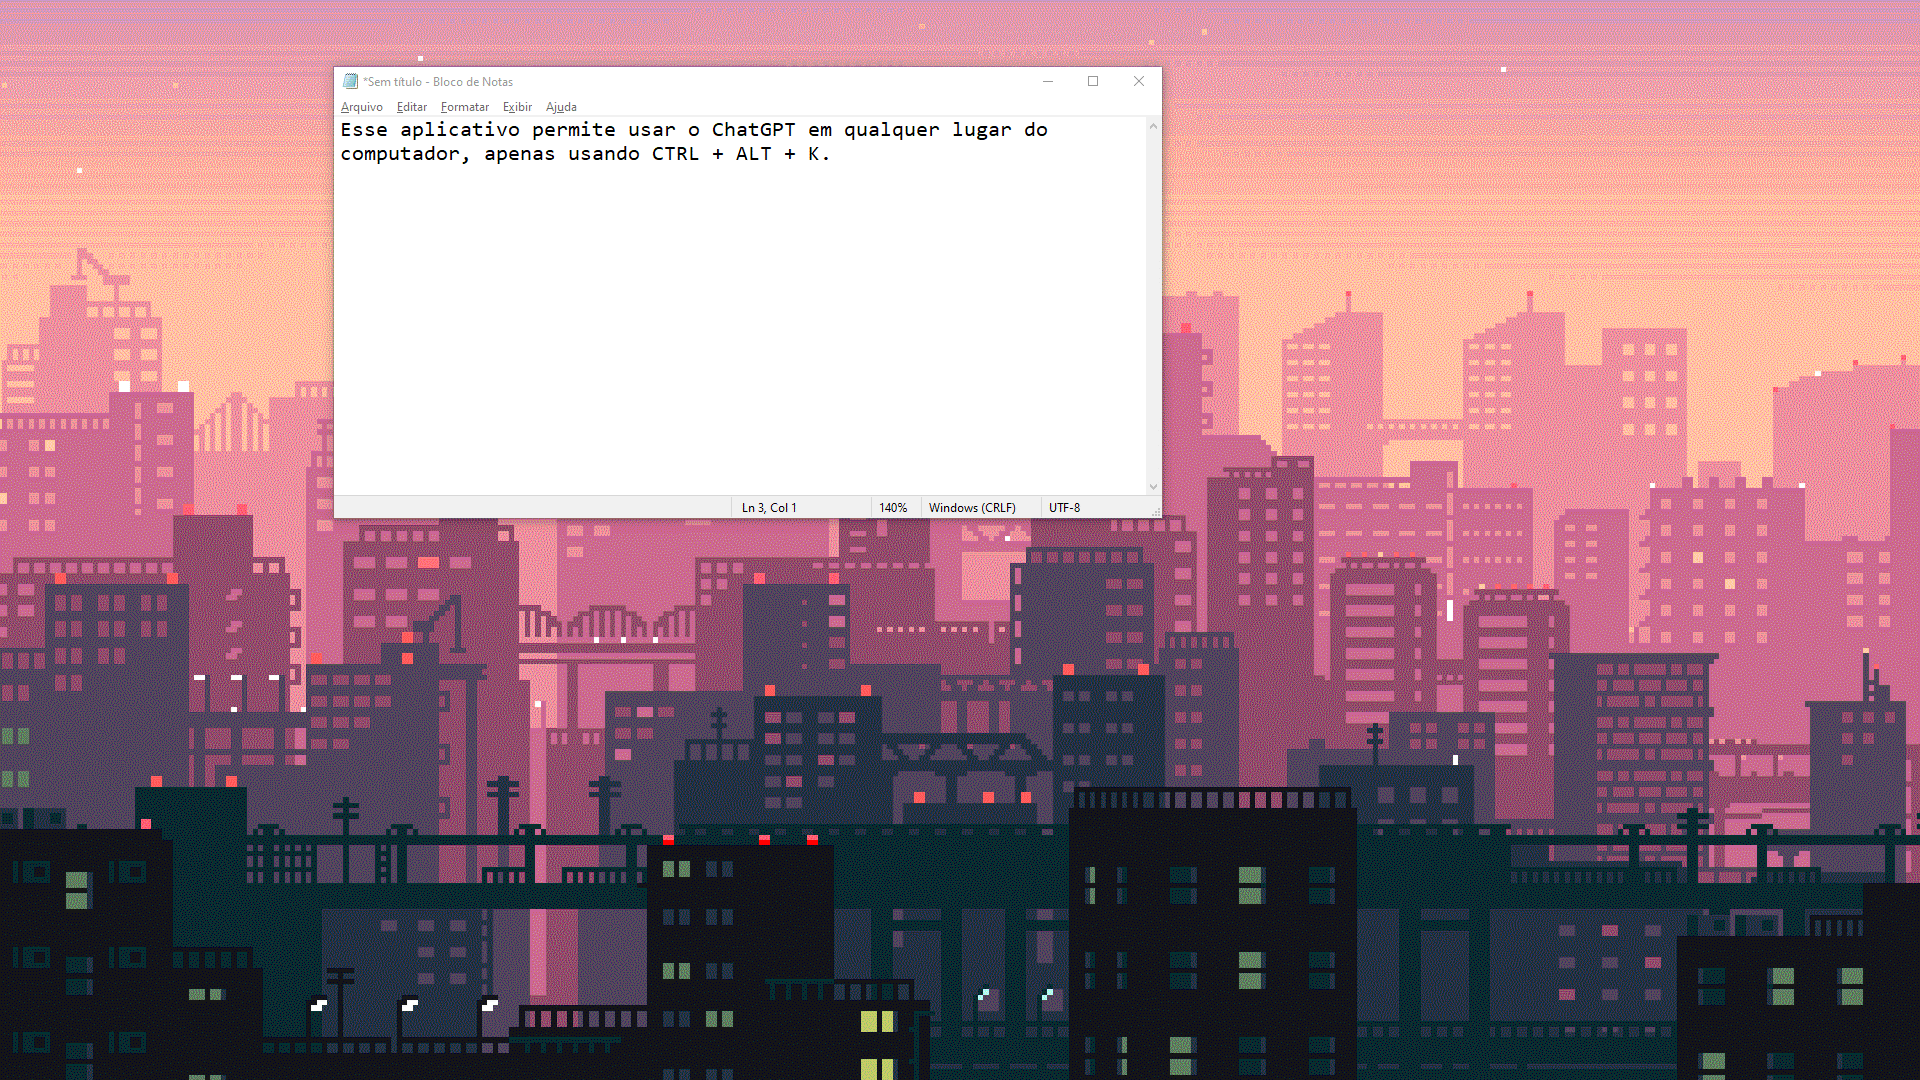 *Sem título - Bloco de Notas
Arquivo Editar Formatar Exibir Ajuda
Esse aplicativo permite usar o ChatGPT em qualquer lugar do
computador, apenas usando CTRL + ALT + K.
Ln 3, Col 1 140% Windows (CRLF) UTF-8